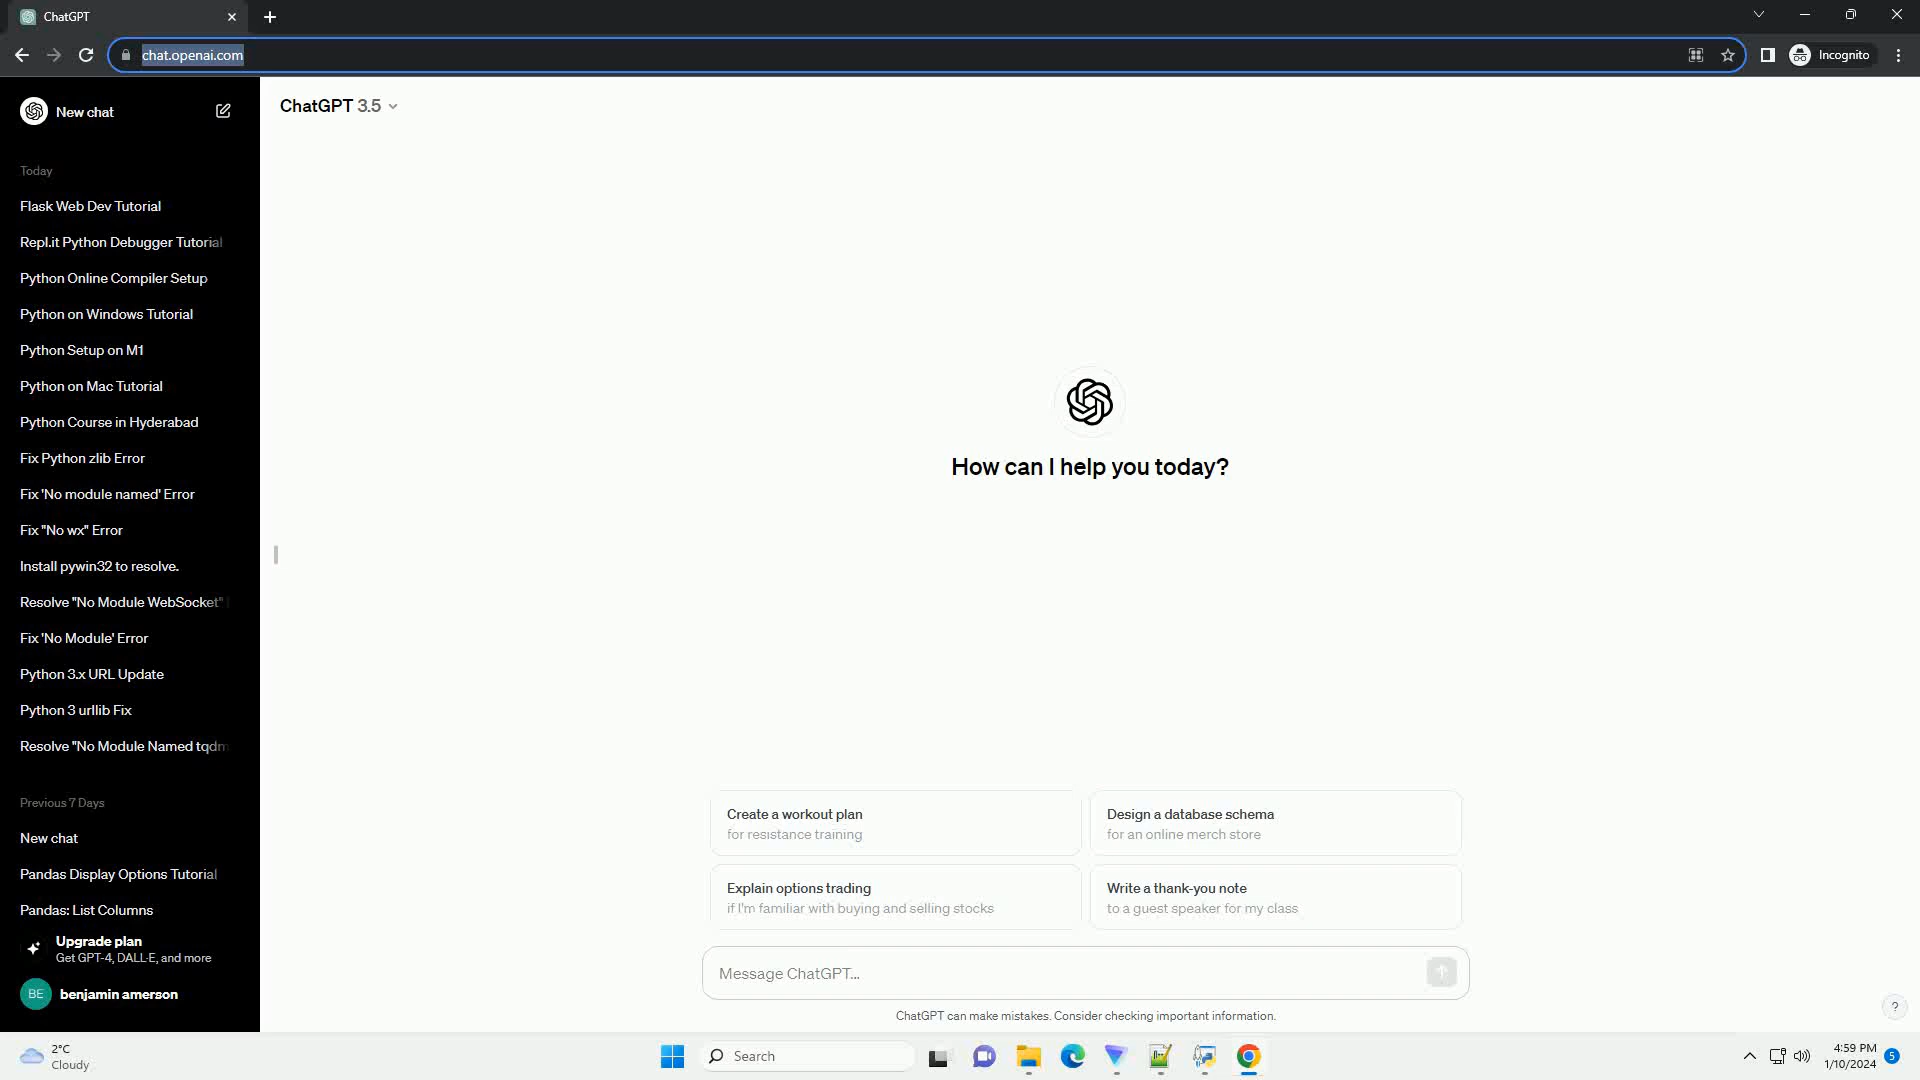 ChatGPT
chat.openai.com
Incognito
New chat
ChatGPT 3.5
Today
Flask Web Dev Tutorial
Repl.it Python Debugger Tutorial
Python Online Compiler Setup
Python on Windows Tutorial
Python Setup on M1
Python on Mac Tutorial
Python Course in Hyderabad
Fix Python zlib Error
Fix 'No module named' Error
Fix "No wx" Error
Install pywin32 to resolve.
Resolve "No Module WebSocket"
Fix 'No Module' Error
Python 3.x URL Update
Python 3 urllib Fix
Resolve "No Module Named tqdm
Previous 7 Days
New chat
Pandas Display Options Tutorial
Pandas: List Columns
Upgrade plan
Get GPT-4, DALL·E, and more
BE
benjamin amerson
How can I help you today?
Create a workout plan
for resistance training
Design a database schema
for an online merch store
Explain options trading
if I'm familiar with buying and selling stocks
Write a thank-you note
to a guest speaker for my class
Message ChatGPT...
ChatGPT can make mistakes. Consider checking important information.
?
2°C
Cloudy
Search
4:59 PM
1/10/2024
5